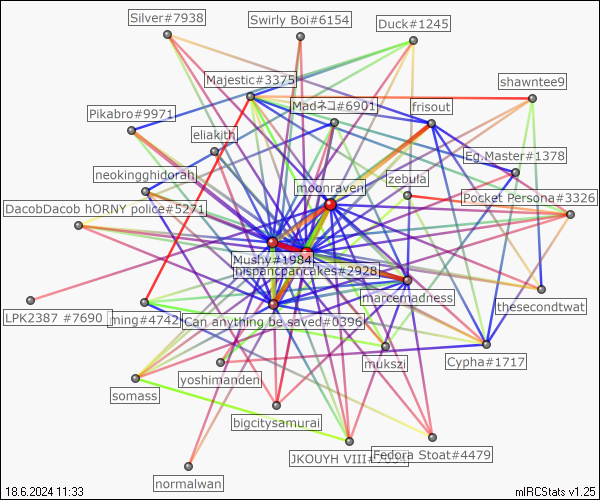 Silver#7938
Swirly Boi#6154
Duck#1245
Majestic#3375
shawntee9
Madネコ#6901
frisout
Pikabro#9971
eliakith
Eg.Master#1378
neokingghidorah
zebula
moonraven
Pocket Persona#3326
DacobDacob hORNY police#5271
Mushy#1984
mispancpancakes#2928
marcemadness
thesecondtwat
LPK2387 #7690
jning#4742
Can anything be saved#0396
mukszi
Cypha#1717
yoshimanden
somass
bigcitysamurai
JKOUYH VIII
Fedora Stoat#4479
normalwan
18.6.2024 11:33
mIRCStats v1.25